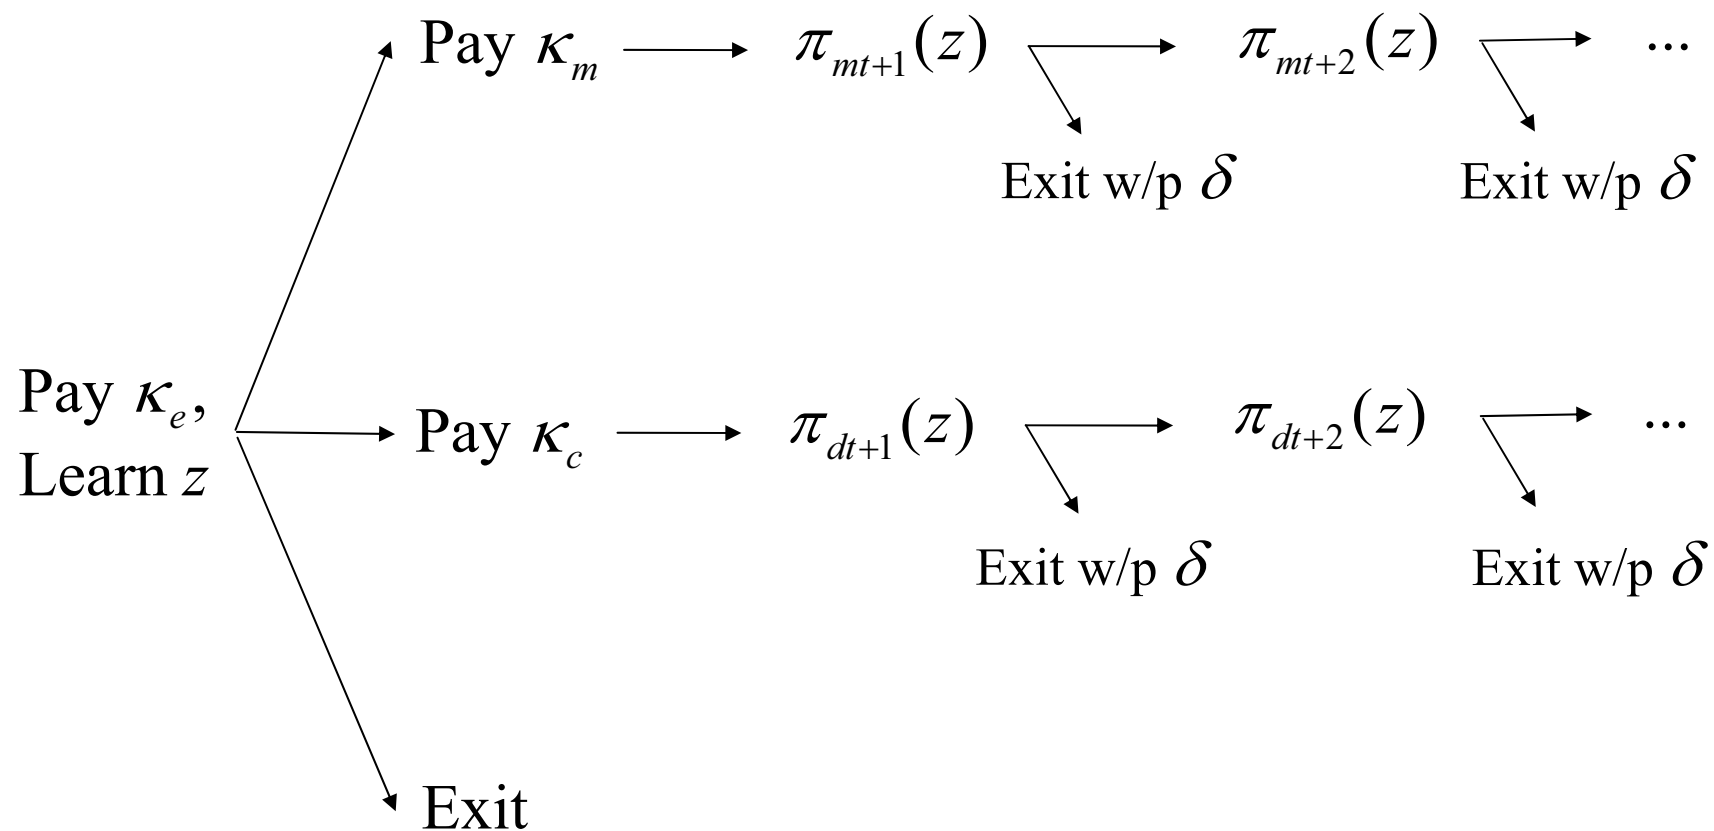 Pay κ_m π_{mt+1}(z) π_{mt+2}(z) ...
Exit w/p δ Exit w/p δ
Pay κ_e,
Learn z
Pay κ_c π_{dt+1}(z) π_{dt+2}(z) ...
Exit w/p δ Exit w/p δ
Exit